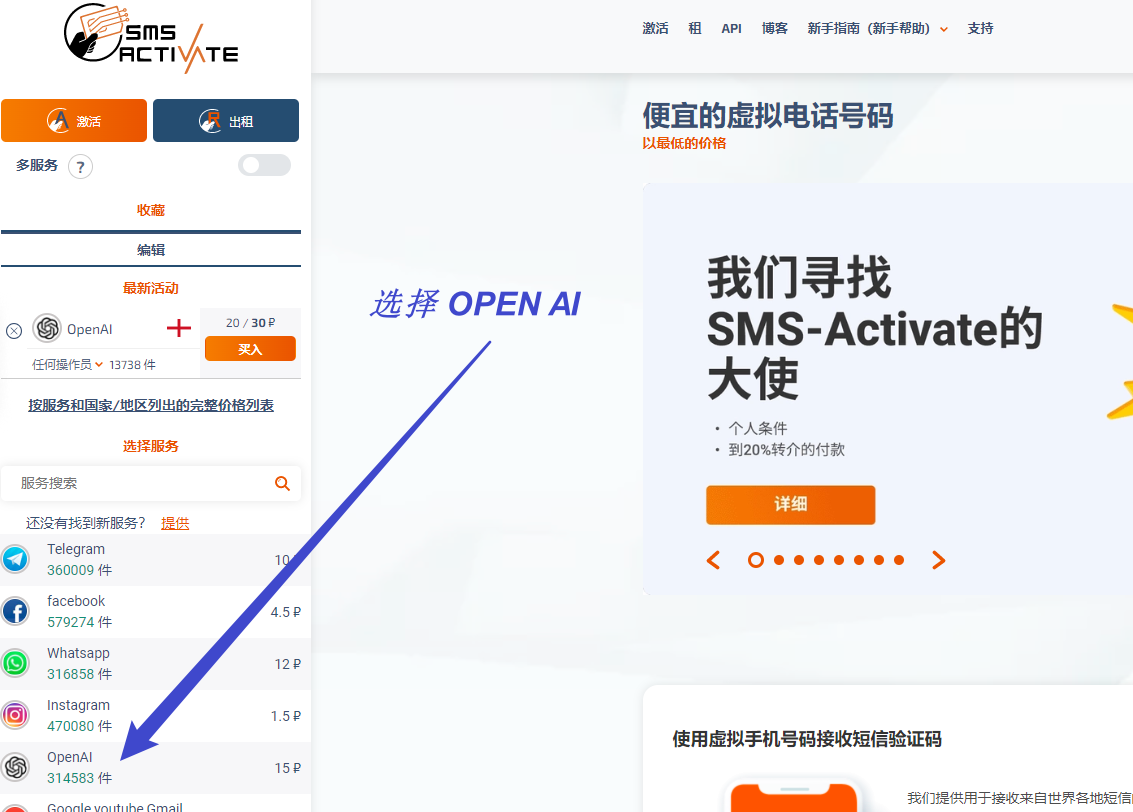 SMS
ACTIVATE
激活
租
API
博客
新手指南（新手帮助）
支持
激活
出租
多服务
?
收藏
编辑
最新活动
OpenAI
20 / 30 ₽
买入
任何操作员
13738 件
按服务和国家/地区列出的完整价格列表
选择服务
服务搜索
还没有找到新服务？ 提供
Telegram
360009 件
10
facebook
579274 件
4.5 ₽
Whatsapp
316858 件
12 ₽
Instagram
470080 件
1.5 ₽
OpenAI
314583 件
15 ₽
Google youtube Gmail
选择 OPEN AI
便宜的虚拟电话号码
以最低的价格
我们寻找
SMS-Activate的
大使
• 个人条件
• 到20%转介的付款
详细
使用虚拟手机号码接收短信验证码
我们提供用于接收来自世界各地短信